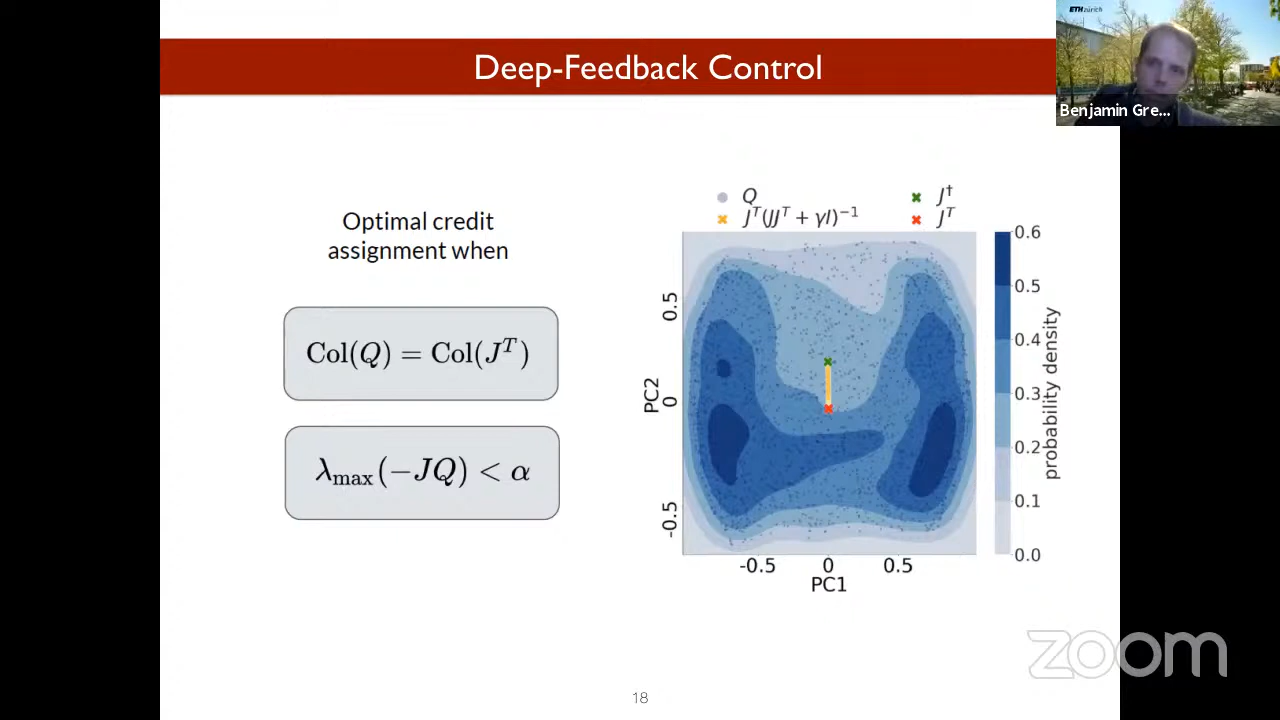 Deep-Feedback Control
ETH zürich
Benjamin Gre...
Optimal credit
assignment when
Col(Q) = Col(J^T)
λ_max(−JQ) < α
Q
J^T(JJ^T + γI)^−1
J^†
J^T
0.6
0.5
0.4
0.3
0.2
0.1
0.0
probability density
0.5
0
-0.5
PC2
-0.5 0 0.5
PC1
zoom
18